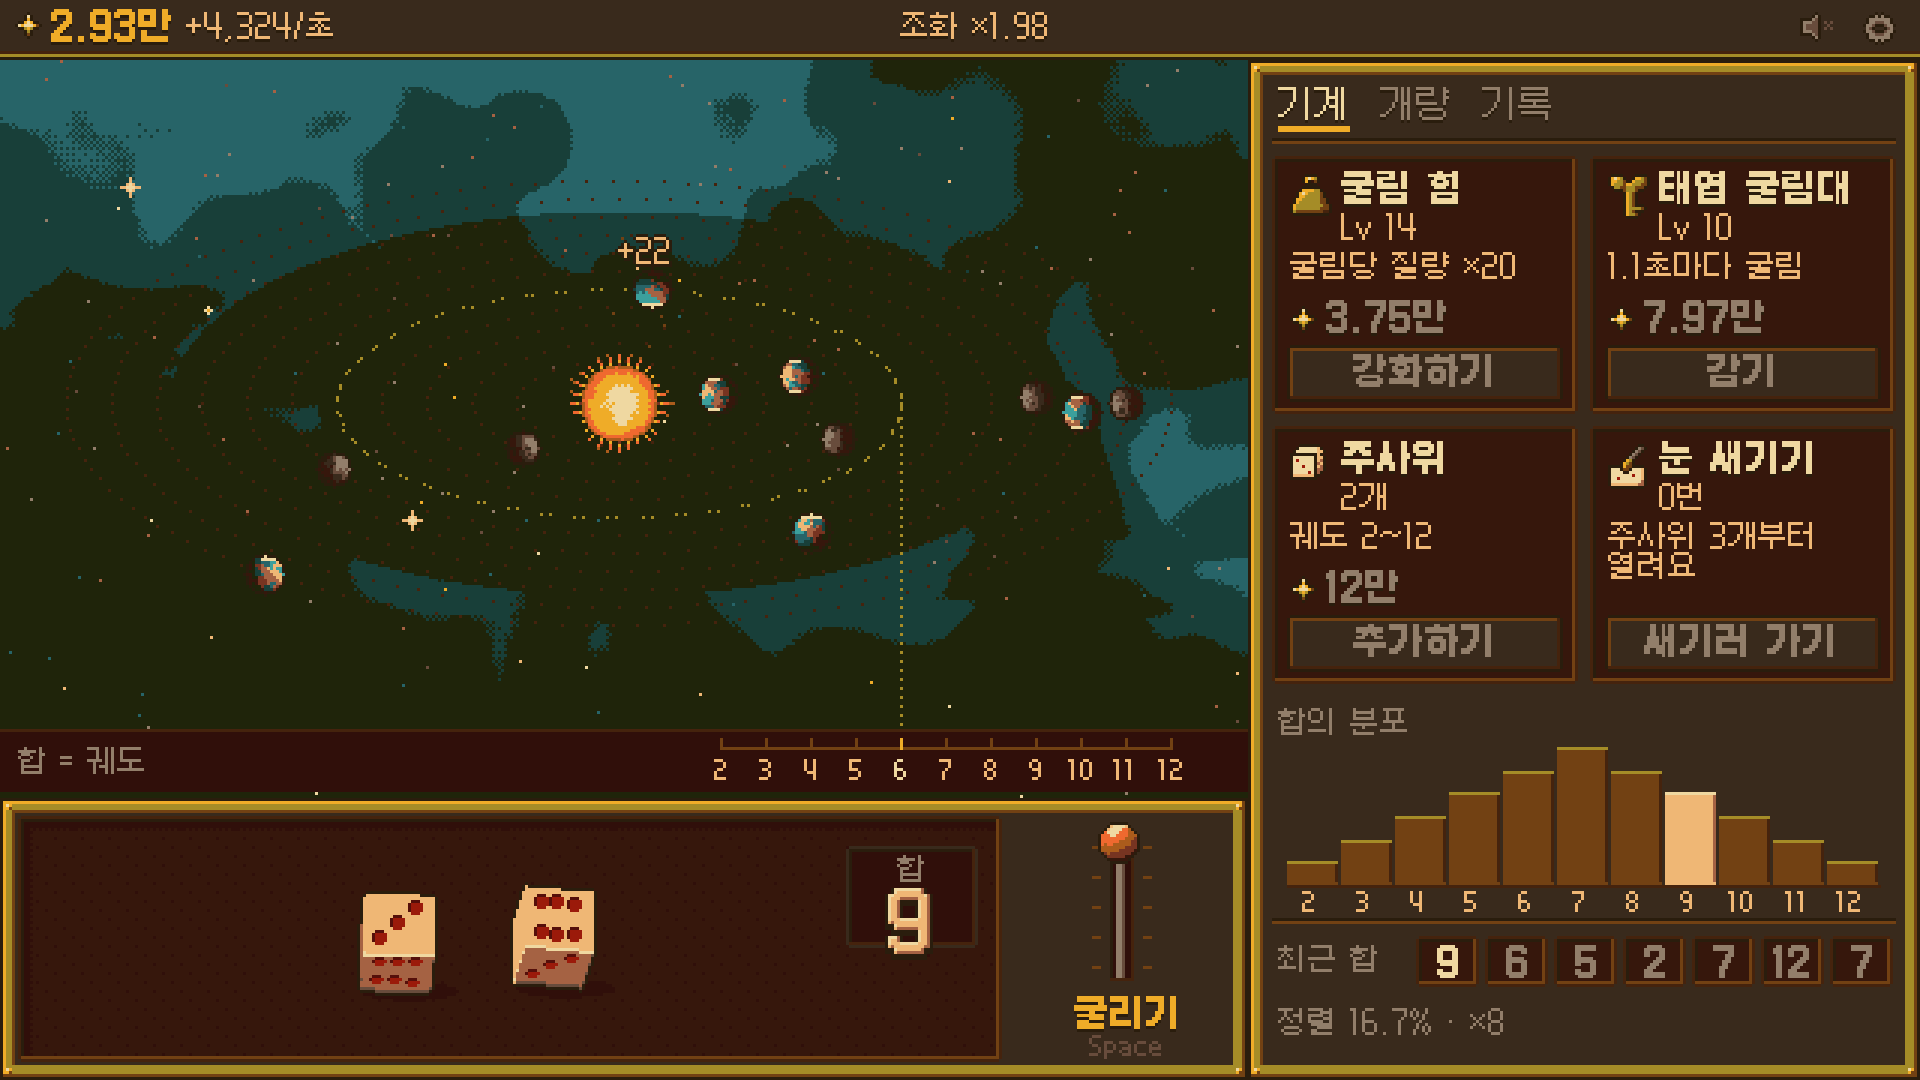 2.93만 +4,324/초
조화 ×1.98
+22
합 = 궤도
2 3 4 5 6 7 8 9 10 11 12
합
9
굴리기
Space
기계 개량 기록
굴림 힘
Lv 14
굴림당 질량 ×20
3.75만
강화하기
태엽 굴림대
Lv 10
1.1초마다 굴림
7.97만
감기
주사위
2개
궤도 2~12
12만
추가하기
눈 새기기
0번
주사위 3개부터
열려요
새기러 가기
합의 분포
2 3 4 5 6 7 8 9 10 11 12
최근 합 9 6 5 2 7 12 7
정렬 16.7% · ×8